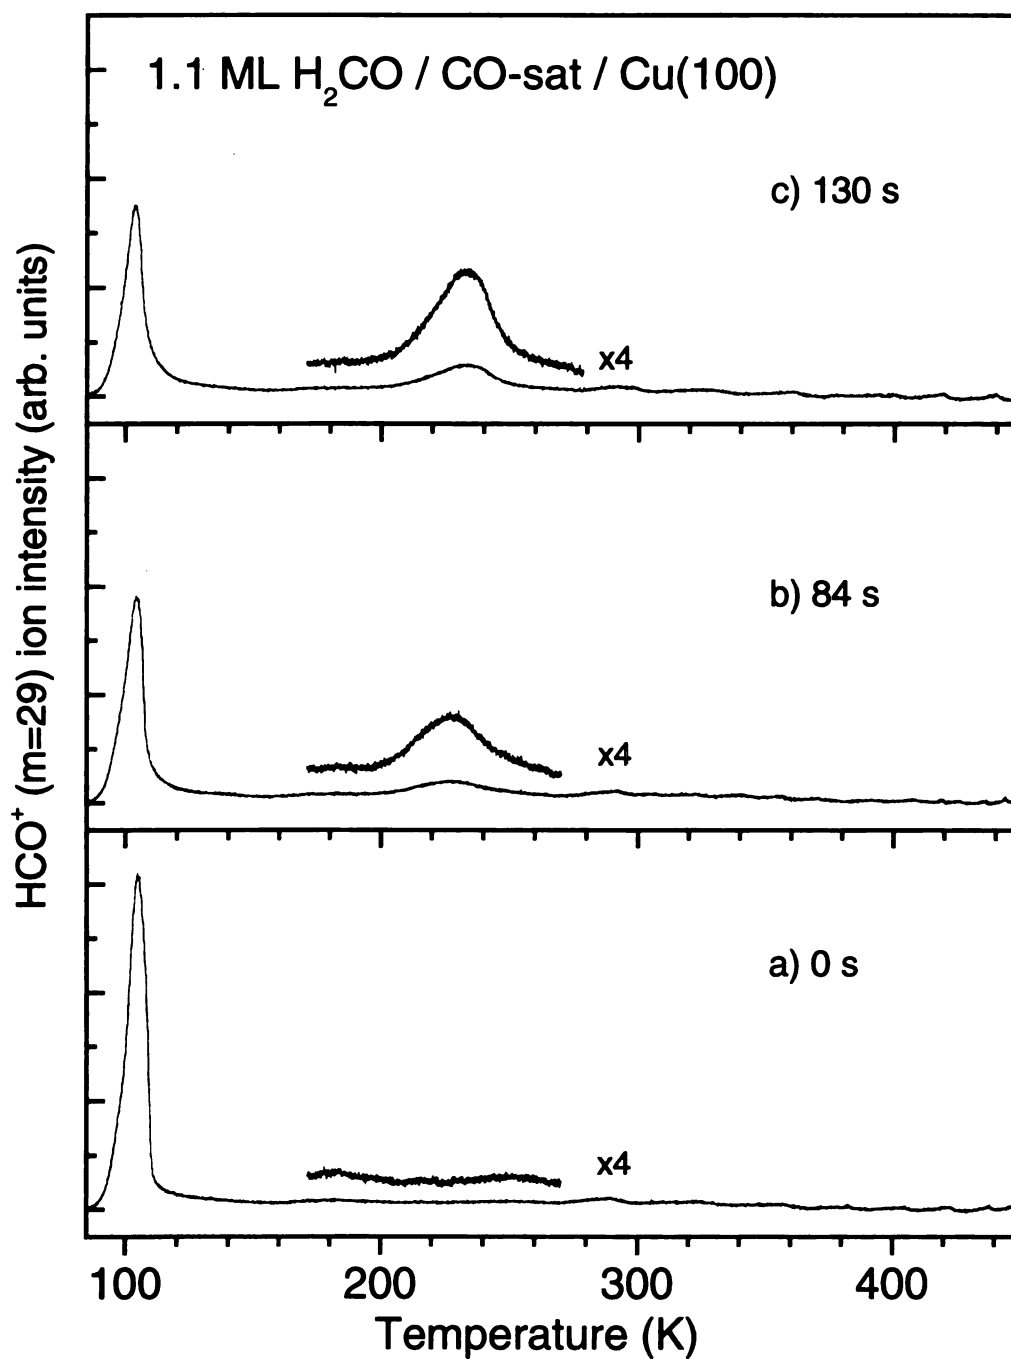 1.1 ML H₂CO / CO-sat / Cu(100)
c) 130 s
x4
b) 84 s
x4
a) 0 s
x4
HCO⁺ (m=29) ion intensity (arb. units)
100 200 300 400
Temperature (K)